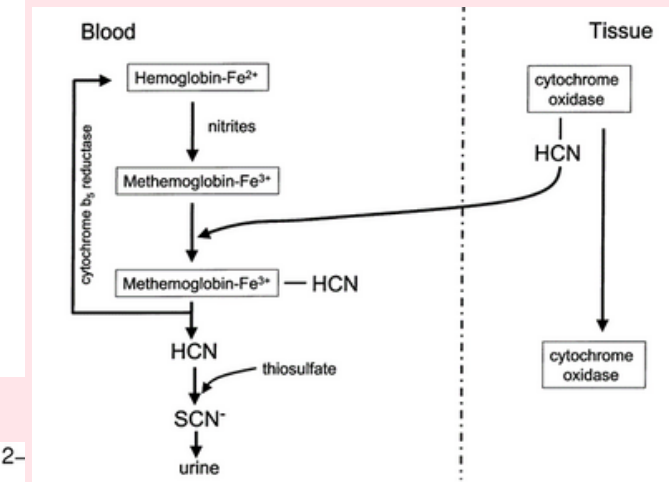 Blood
Tissue
Hemoglobin-Fe²⁺
nitrites
cytochrome b₅ reductase
Methemoglobin-Fe³⁺
Methemoglobin-Fe³⁺ — HCN
HCN
thiosulfate
SCN⁻
urine
cytochrome
oxidase
HCN
cytochrome
oxidase
2–